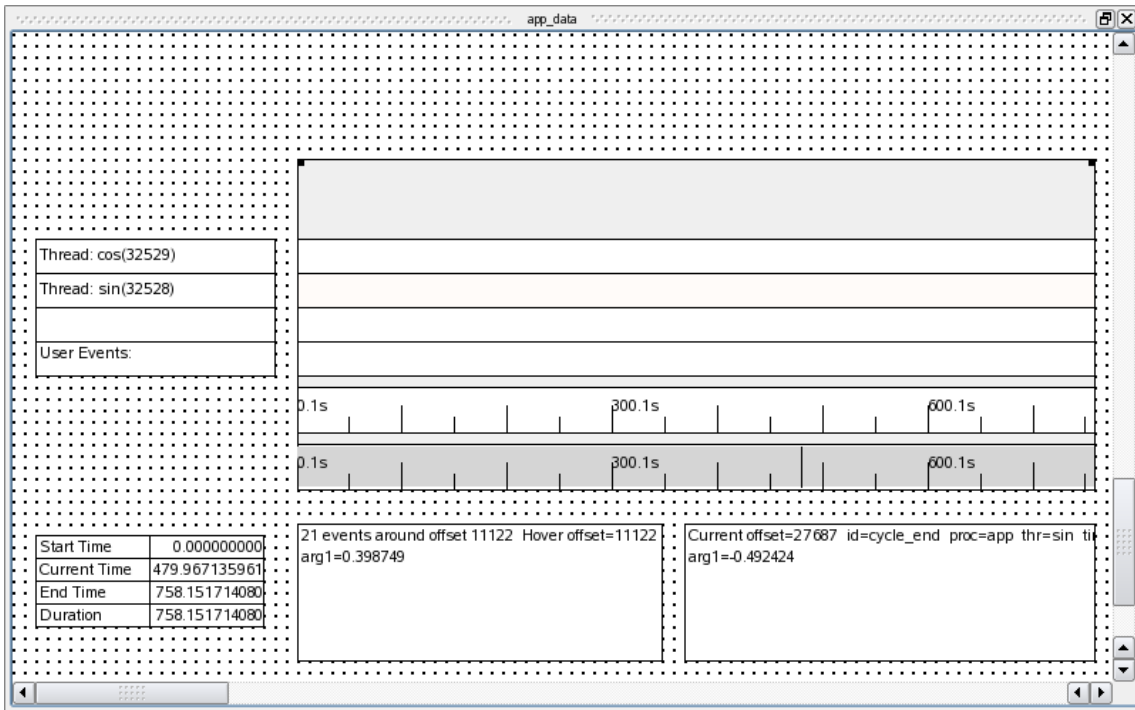 app_data
Thread: cos(32529)
Thread: sin(32528)
User Events:
0.1s 300.1s 600.1s
0.1s 300.1s 600.1s
Start Time 0.000000000
Current Time 479.967135961
End Time 758.151714080
Duration 758.151714080
21 events around offset 11122 Hover offset=11122
arg1=0.398749
Current offset=27687 id=cycle_end proc=app thr=sin
arg1=-0.492424